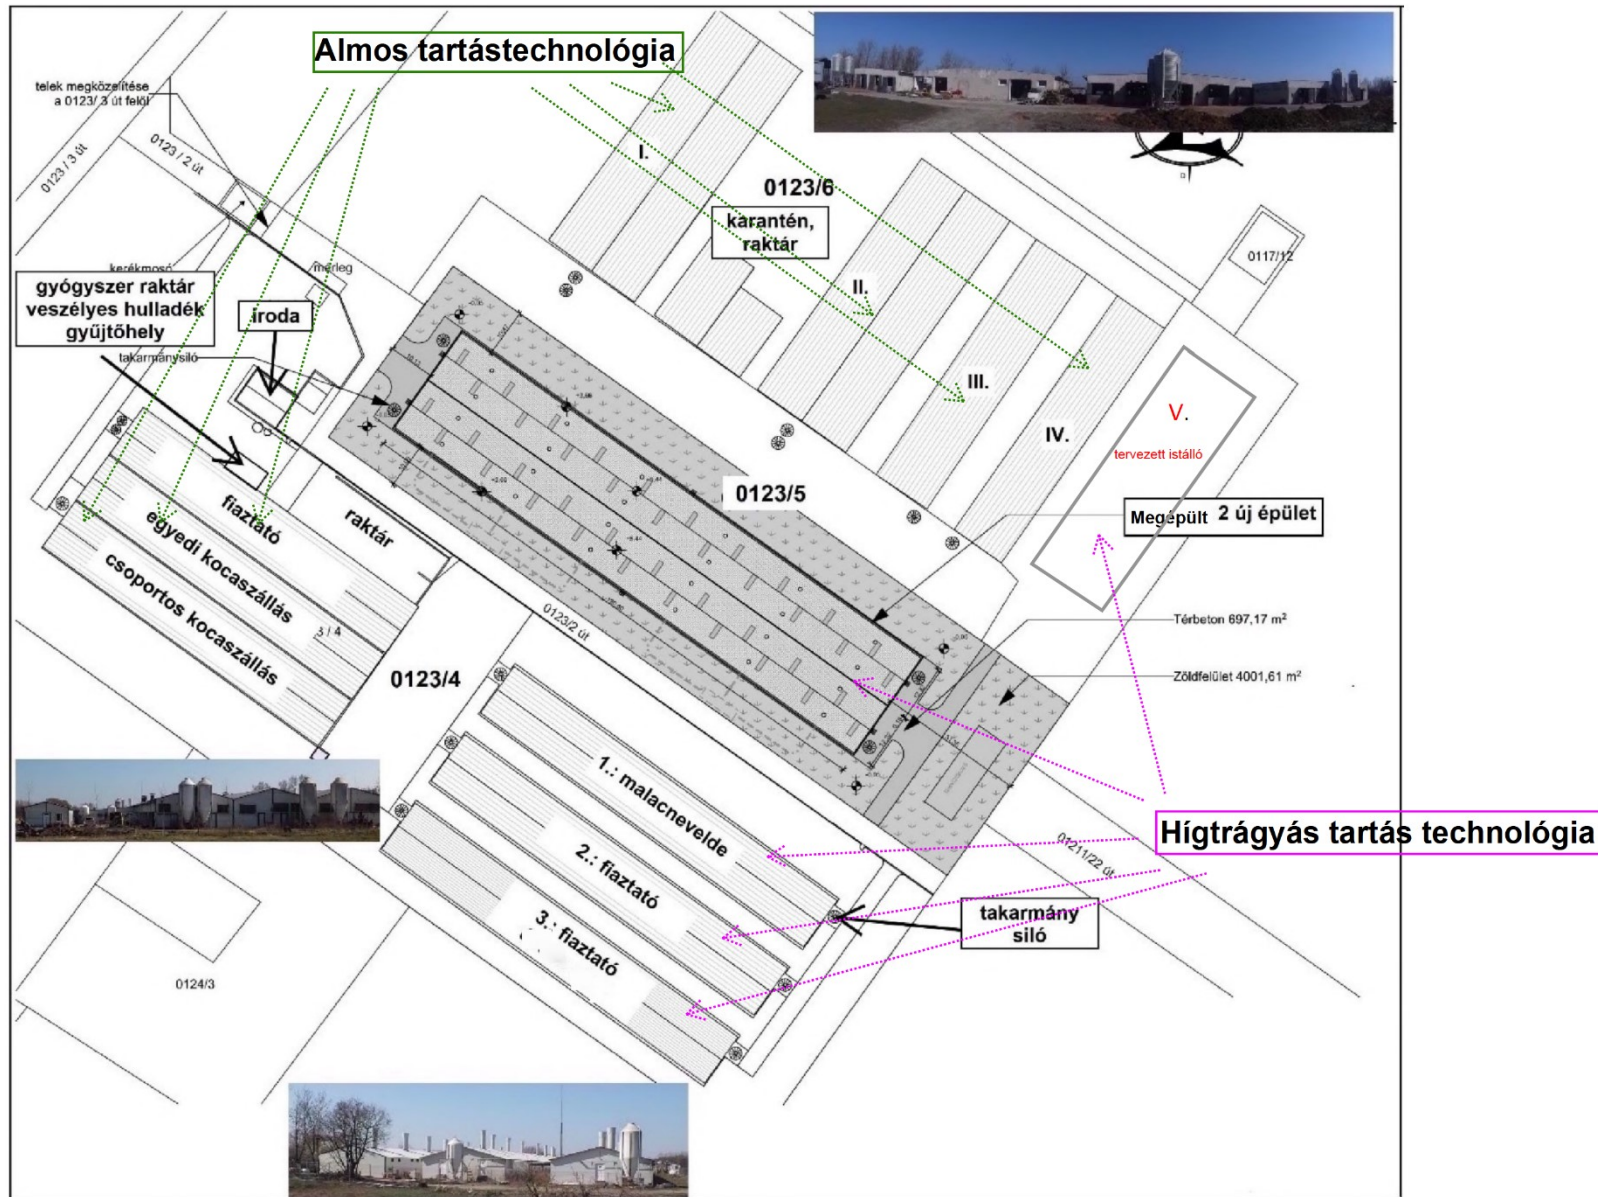 Almos tartástechnológia
telek megközelítése
a 0123/ 3 út felöl
0123 / 3 út
0123 / 2 út
I.
0123/6
karantén,
raktár
0117/12
kerékmosó
mérleg
gyógyszer raktár
veszélyes hulladék
gyűjtőhely
iroda
takarmánysiló
II.
III.
IV.
V.
tervezett istálló
0123/5
Megépült 2 új épület
fiaztató
raktár
egyedi kocaszállás
csoportos kocaszállás
3 / 4
0123/2 út
0123/4
Térbeton 697,17 m²
Zöldfelület 4001,61 m²
1.: malacnevelde
2.: fiaztató
3.: fiaztató
Hígtrágyás tartás technológia
01211/22 út
takarmány
siló
0124/3